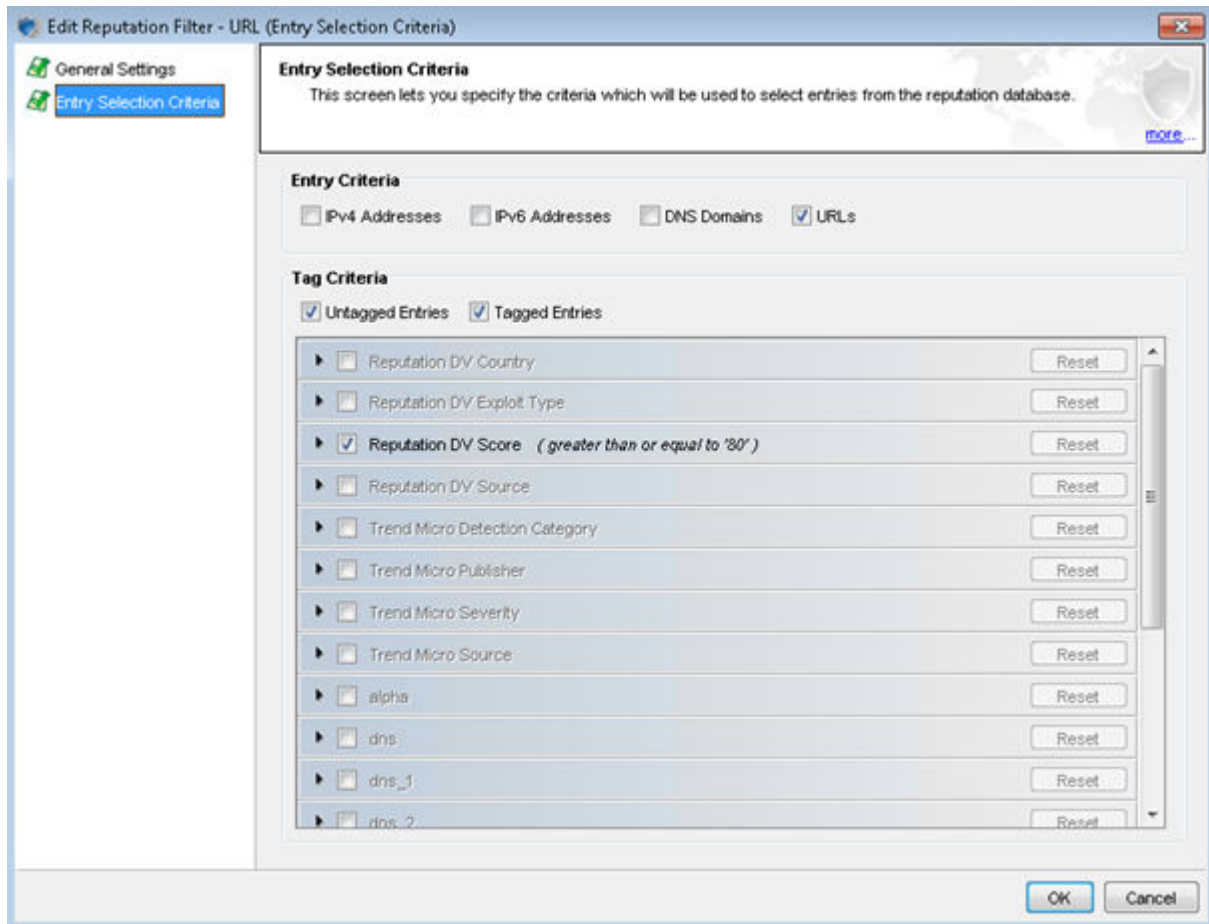 Edit Reputation Filter - URL (Entry Selection Criteria)
General Settings
Entry Selection Criteria
Entry Selection Criteria
This screen lets you specify the criteria which will be used to select entries from the reputation database.
more...
Entry Criteria
IPv4 Addresses IPv6 Addresses DNS Domains URLs
Tag Criteria
Untagged Entries Tagged Entries
Reputation DV Country Reset
Reputation DV Exploit Type Reset
Reputation DV Score ( greater than or equal to '80' ) Reset
Reputation DV Source Reset
Trend Micro Detection Category Reset
Trend Micro Publisher Reset
Trend Micro Severity Reset
Trend Micro Source Reset
alpha Reset
dns Reset
dns_1 Reset
dns_2 Reset
OK Cancel